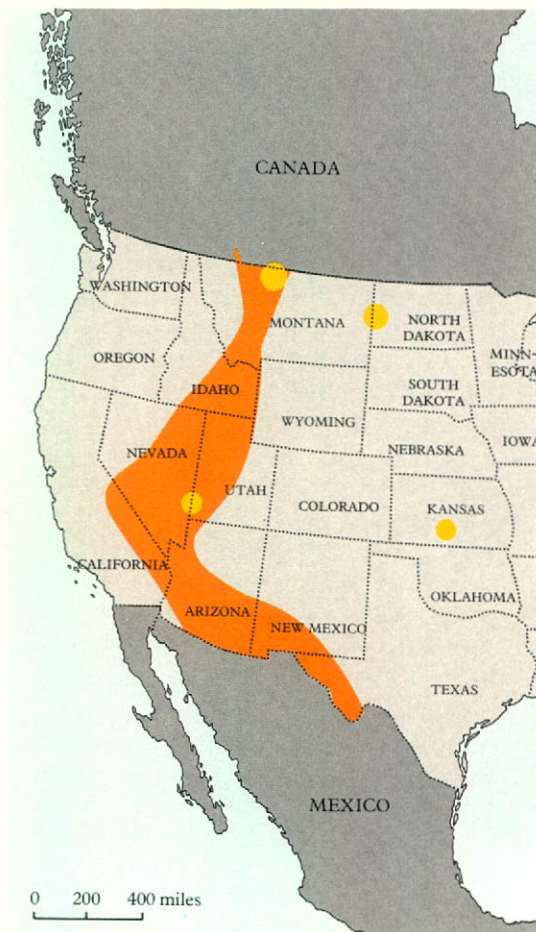 CANADA
WASHINGTON
MONTANA
NORTH
DAKOTA
MINN-
ESOTA
OREGON
IDAHO
SOUTH
DAKOTA
WYOMING
NEBRASKA
IOWA
NEVADA
UTAH
COLORADO
KANSAS
CALIFORNIA
ARIZONA
NEW MEXICO
OKLAHOMA
TEXAS
MEXICO
0 200 400 miles